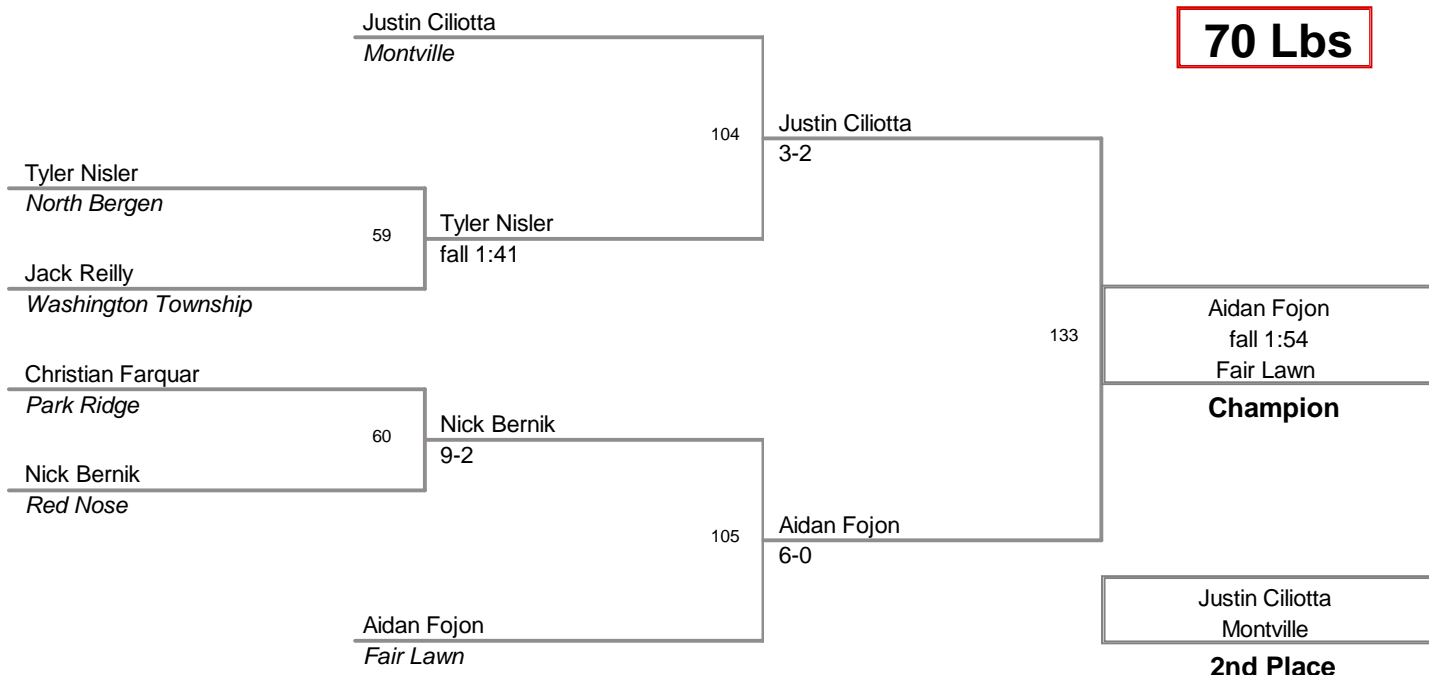 Justin Ciliotta
Montville
70 Lbs
104
Justin Ciliotta
3-2
Tyler Nisler
North Bergen
59
Tyler Nisler
fall 1:41
Jack Reilly
Washington Township
133
Aidan Fojon
fall 1:54
Fair Lawn
Champion
Christian Farquar
Park Ridge
60
Nick Bernik
9-2
Nick Bernik
Red Nose
105
Aidan Fojon
6-0
Aidan Fojon
Fair Lawn
Justin Ciliotta
Montville
2nd Place